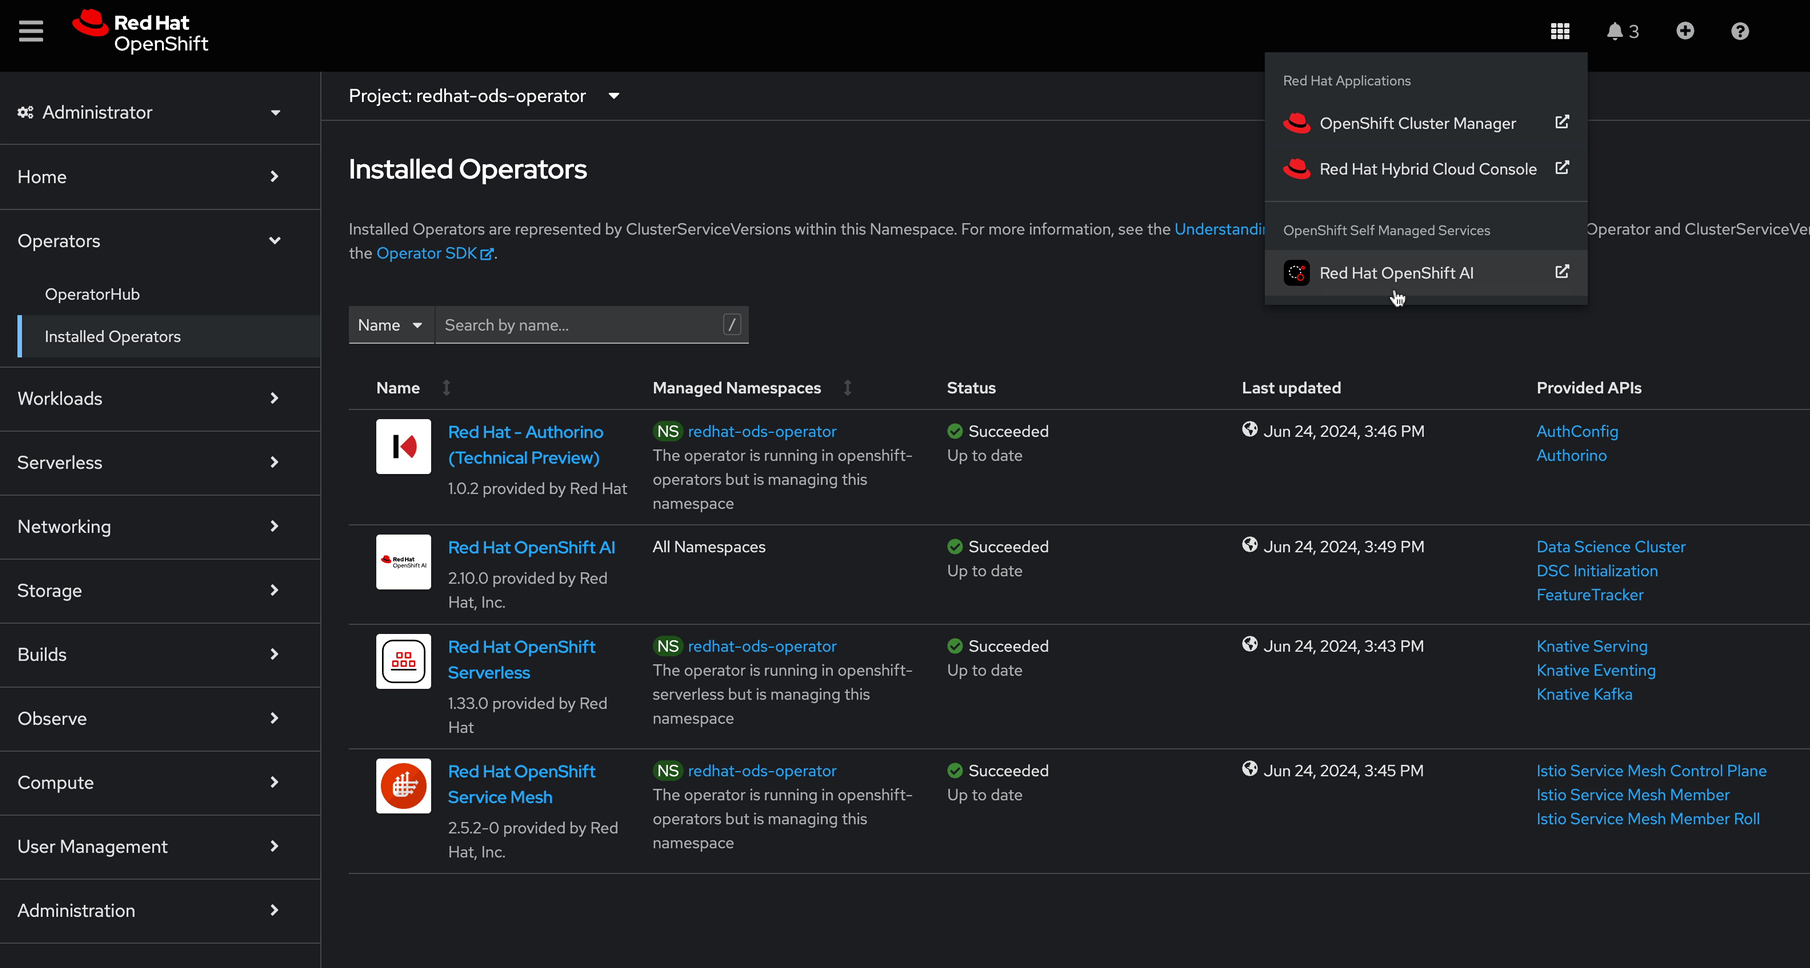 Red Hat
OpenShift
3
Administrator
Home
Operators
OperatorHub
Installed Operators
Workloads
Serverless
Networking
Storage
Builds
Observe
Compute
User Management
Administration
Project: redhat-ods-operator
Red Hat Applications
OpenShift Cluster Manager
Red Hat Hybrid Cloud Console
OpenShift Self Managed Services
Red Hat OpenShift AI
Installed Operators
Installed Operators are represented by ClusterServiceVersions within this Namespace. For more information, see the Understandi Operator and ClusterServiceVer
the Operator SDK.
Name
Search by name...
/
Name Managed Namespaces Status Last updated Provided APIs
Red Hat - Authorino
(Technical Preview)
1.0.2 provided by Red Hat
NS redhat-ods-operator
The operator is running in openshift-
operators but is managing this
namespace
Succeeded
Up to date
Jun 24, 2024, 3:46 PM
AuthConfig
Authorino
Red Hat
OpenShift AI
Red Hat OpenShift AI
2.10.0 provided by Red
Hat, Inc.
All Namespaces
Succeeded
Up to date
Jun 24, 2024, 3:49 PM
Data Science Cluster
DSC Initialization
FeatureTracker
Red Hat OpenShift
Serverless
1.33.0 provided by Red
Hat
NS redhat-ods-operator
The operator is running in openshift-
serverless but is managing this
namespace
Succeeded
Up to date
Jun 24, 2024, 3:43 PM
Knative Serving
Knative Eventing
Knative Kafka
Red Hat OpenShift
Service Mesh
2.5.2-0 provided by Red
Hat, Inc.
NS redhat-ods-operator
The operator is running in openshift-
operators but is managing this
namespace
Succeeded
Up to date
Jun 24, 2024, 3:45 PM
Istio Service Mesh Control Plane
Istio Service Mesh Member
Istio Service Mesh Member Roll